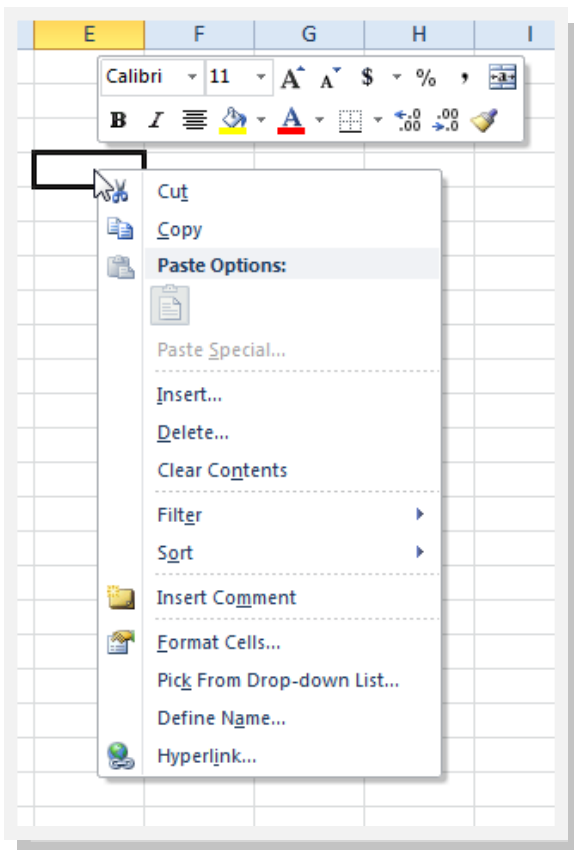 E F G H I
Calibri 11 A A $ % ,
B I A .0 .00 .00 .0
Cut
Copy
Paste Options:
Paste Special...
Insert...
Delete...
Clear Contents
Filter
Sort
Insert Comment
Format Cells...
Pick From Drop-down List...
Define Name...
Hyperlink...